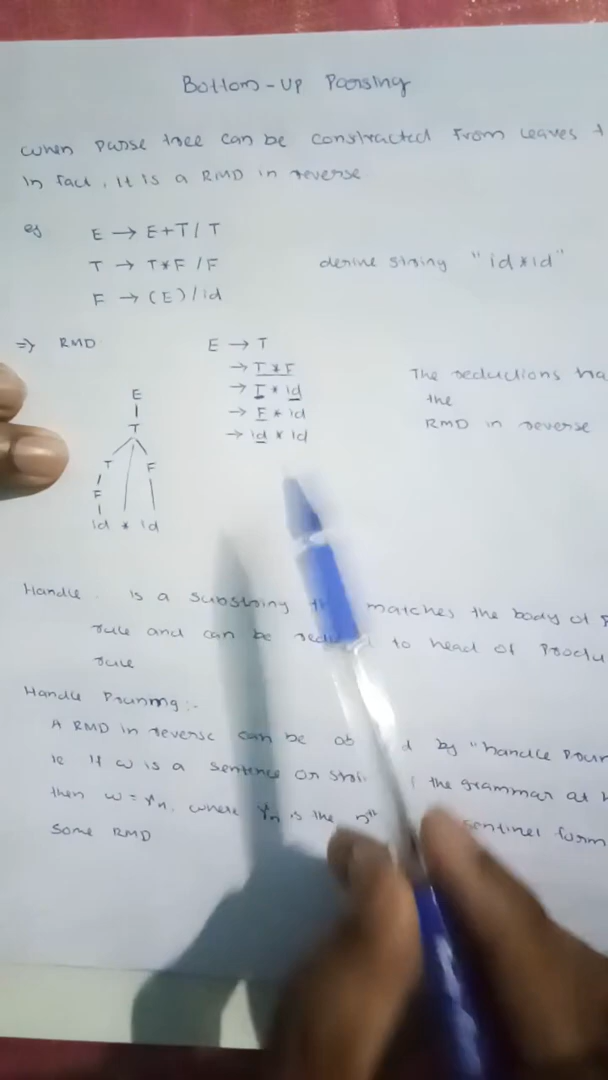 Bottom-Up Parsing
When parse tree can be constracted from leaves t
In fact, It is a RMD in reverse
eg E → E+T / T
T → T*F / F derive string "id*id"
F → (E) / id
=> RMD E → T
→ T * F
→ T * id
→ F * id
→ id * id
The reductions ha
the
RMD in reverse
E
T
T F
F
id * id
Handle is a substring matches the body of P
rule and can be to head of Produ
rule
Handle Pruning :-
A RMD in reverse can be by "handle Prun
ie If w is a sentence or the grammar at h
then w = γn, where γn is the nth sentinel form
some RMD